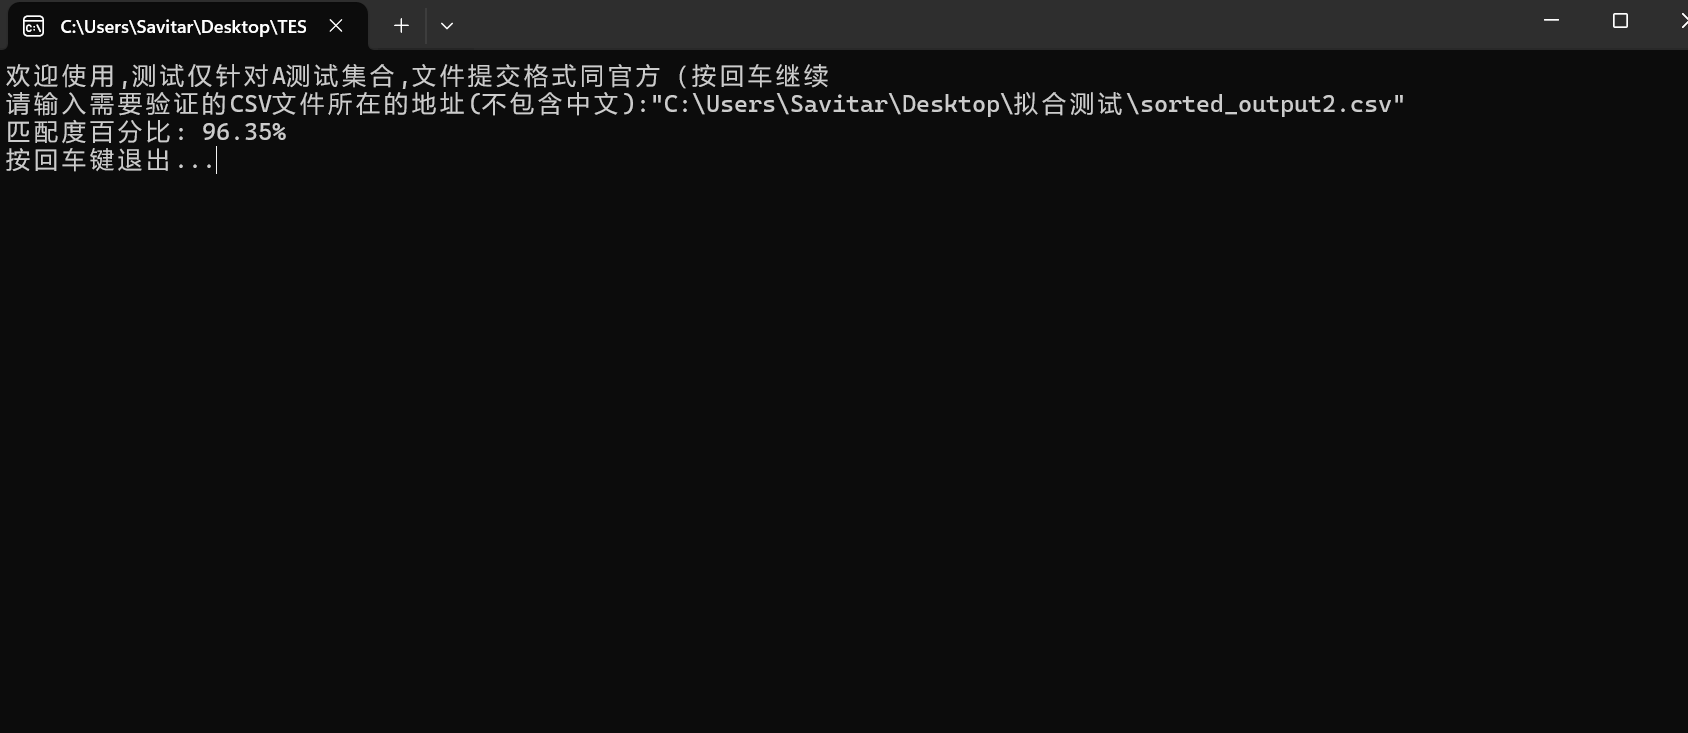 C:\Users\Savitar\Desktop\TES
欢迎使用,测试仅针对A测试集合,文件提交格式同官方（按回车继续
请输入需要验证的CSV文件所在的地址(不包含中文):"C:\Users\Savitar\Desktop\拟合测试\sorted_output2.csv"
匹配度百分比: 96.35%
按回车键退出...